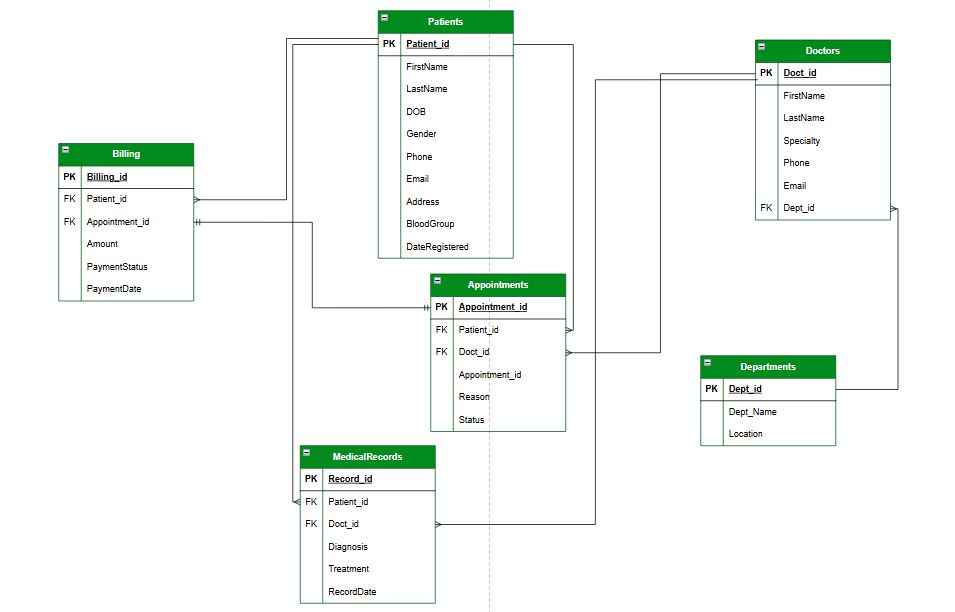 Patients
PK Patient_id
FirstName
LastName
DOB
Gender
Phone
Email
Address
BloodGroup
DateRegistered
Doctors
PK Doct_id
FirstName
LastName
Specialty
Phone
Email
FK Dept_id
Billing
PK Billing_id
FK Patient_id
FK Appointment_id
Amount
PaymentStatus
PaymentDate
Appointments
PK Appointment_id
FK Patient_id
FK Doct_id
Appointment_id
Reason
Status
Departments
PK Dept_id
Dept_Name
Location
MedicalRecords
PK Record_id
FK Patient_id
FK Doct_id
Diagnosis
Treatment
RecordDate